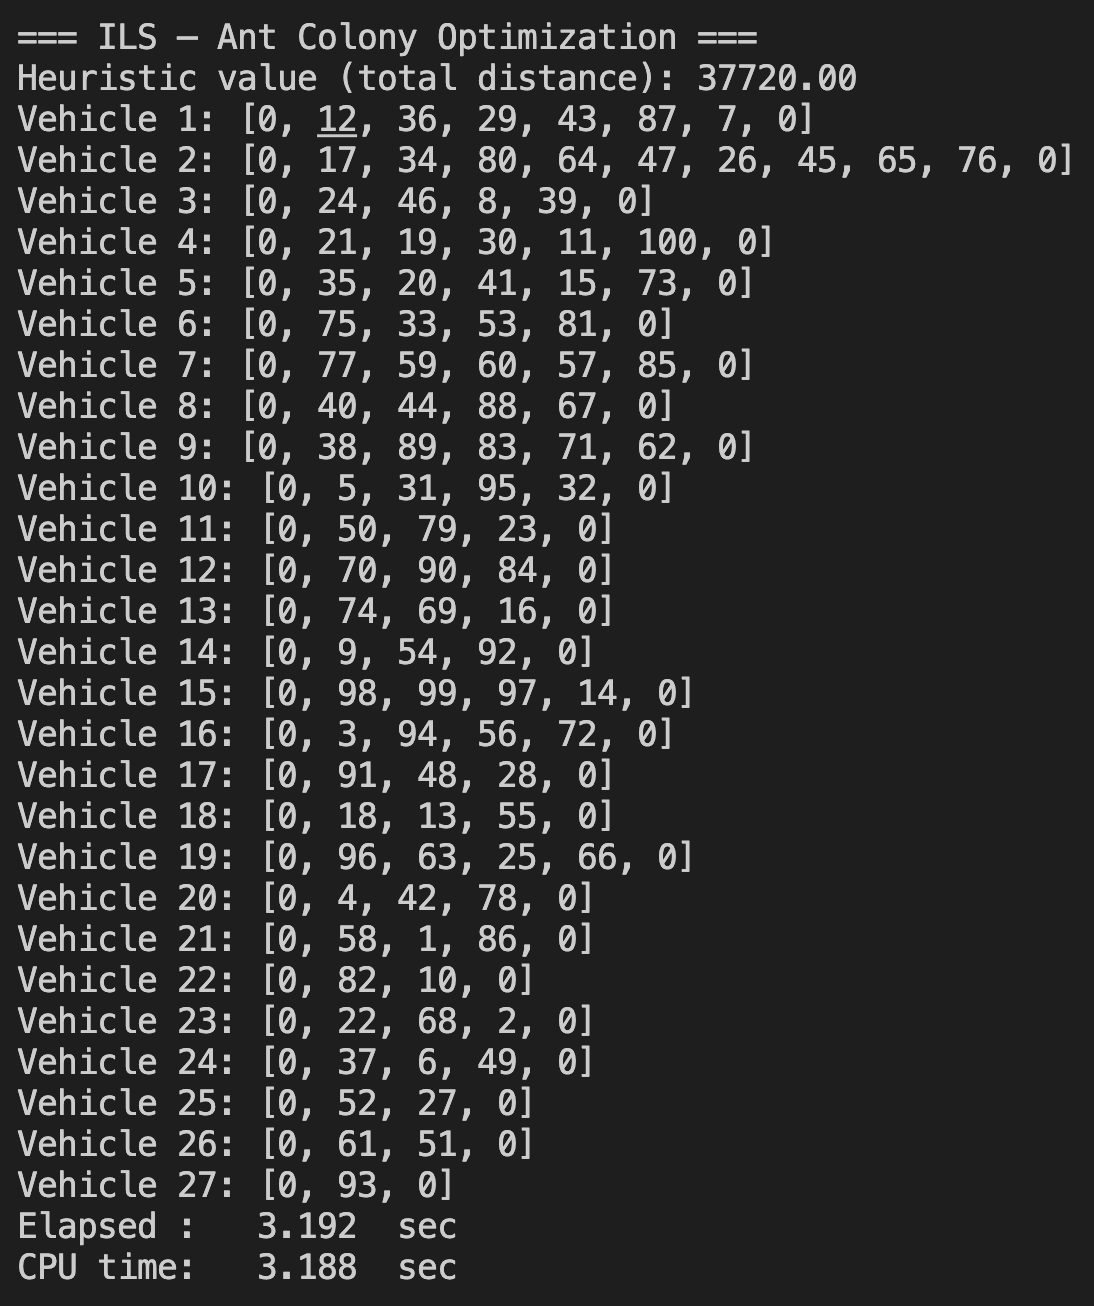 === ILS – Ant Colony Optimization ===
Heuristic value (total distance): 37720.00
Vehicle 1: [0, 12, 36, 29, 43, 87, 7, 0]
Vehicle 2: [0, 17, 34, 80, 64, 47, 26, 45, 65, 76, 0]
Vehicle 3: [0, 24, 46, 8, 39, 0]
Vehicle 4: [0, 21, 19, 30, 11, 100, 0]
Vehicle 5: [0, 35, 20, 41, 15, 73, 0]
Vehicle 6: [0, 75, 33, 53, 81, 0]
Vehicle 7: [0, 77, 59, 60, 57, 85, 0]
Vehicle 8: [0, 40, 44, 88, 67, 0]
Vehicle 9: [0, 38, 89, 83, 71, 62, 0]
Vehicle 10: [0, 5, 31, 95, 32, 0]
Vehicle 11: [0, 50, 79, 23, 0]
Vehicle 12: [0, 70, 90, 84, 0]
Vehicle 13: [0, 74, 69, 16, 0]
Vehicle 14: [0, 9, 54, 92, 0]
Vehicle 15: [0, 98, 99, 97, 14, 0]
Vehicle 16: [0, 3, 94, 56, 72, 0]
Vehicle 17: [0, 91, 48, 28, 0]
Vehicle 18: [0, 18, 13, 55, 0]
Vehicle 19: [0, 96, 63, 25, 66, 0]
Vehicle 20: [0, 4, 42, 78, 0]
Vehicle 21: [0, 58, 1, 86, 0]
Vehicle 22: [0, 82, 10, 0]
Vehicle 23: [0, 22, 68, 2, 0]
Vehicle 24: [0, 37, 6, 49, 0]
Vehicle 25: [0, 52, 27, 0]
Vehicle 26: [0, 61, 51, 0]
Vehicle 27: [0, 93, 0]
Elapsed :   3.192  sec
CPU time:   3.188  sec